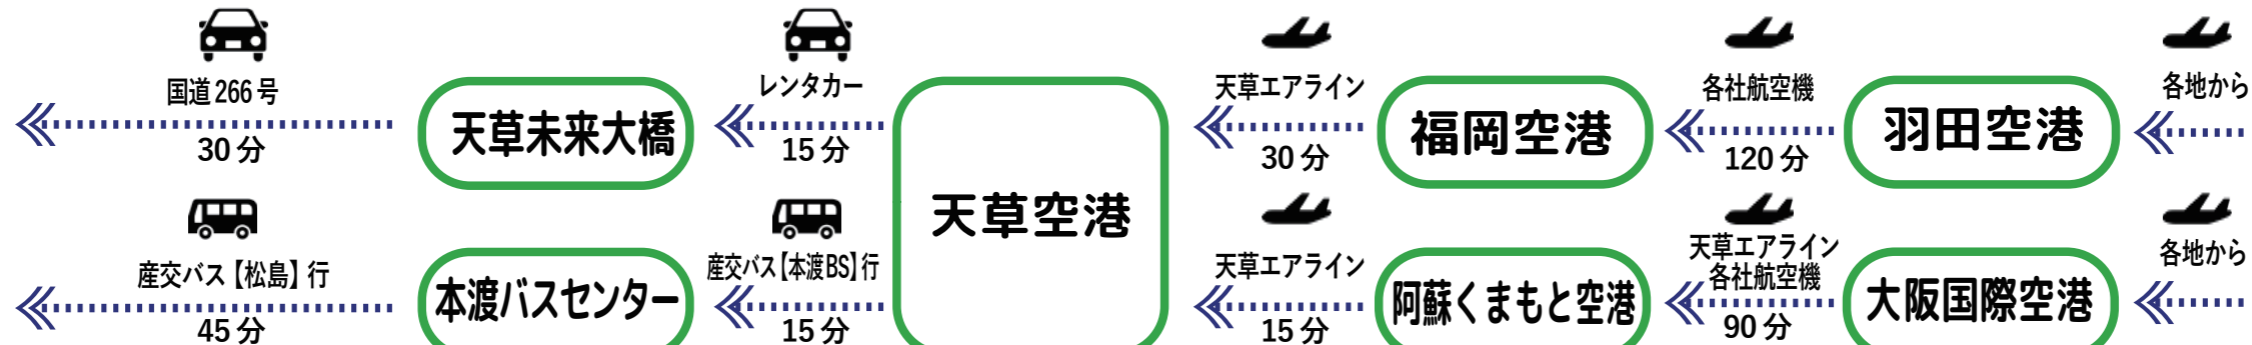 国道266号
30分
天草未来大橋
レンタカー
15分
天草空港
天草エアライン
30分
福岡空港
各社航空機
120分
羽田空港
各地から
産交バス【松島】行
45分
本渡バスセンター
産交バス【本渡BS】行
15分
天草エアライン
15分
阿蘇くまもと空港
天草エアライン
各社航空機
90分
大阪国際空港
各地から